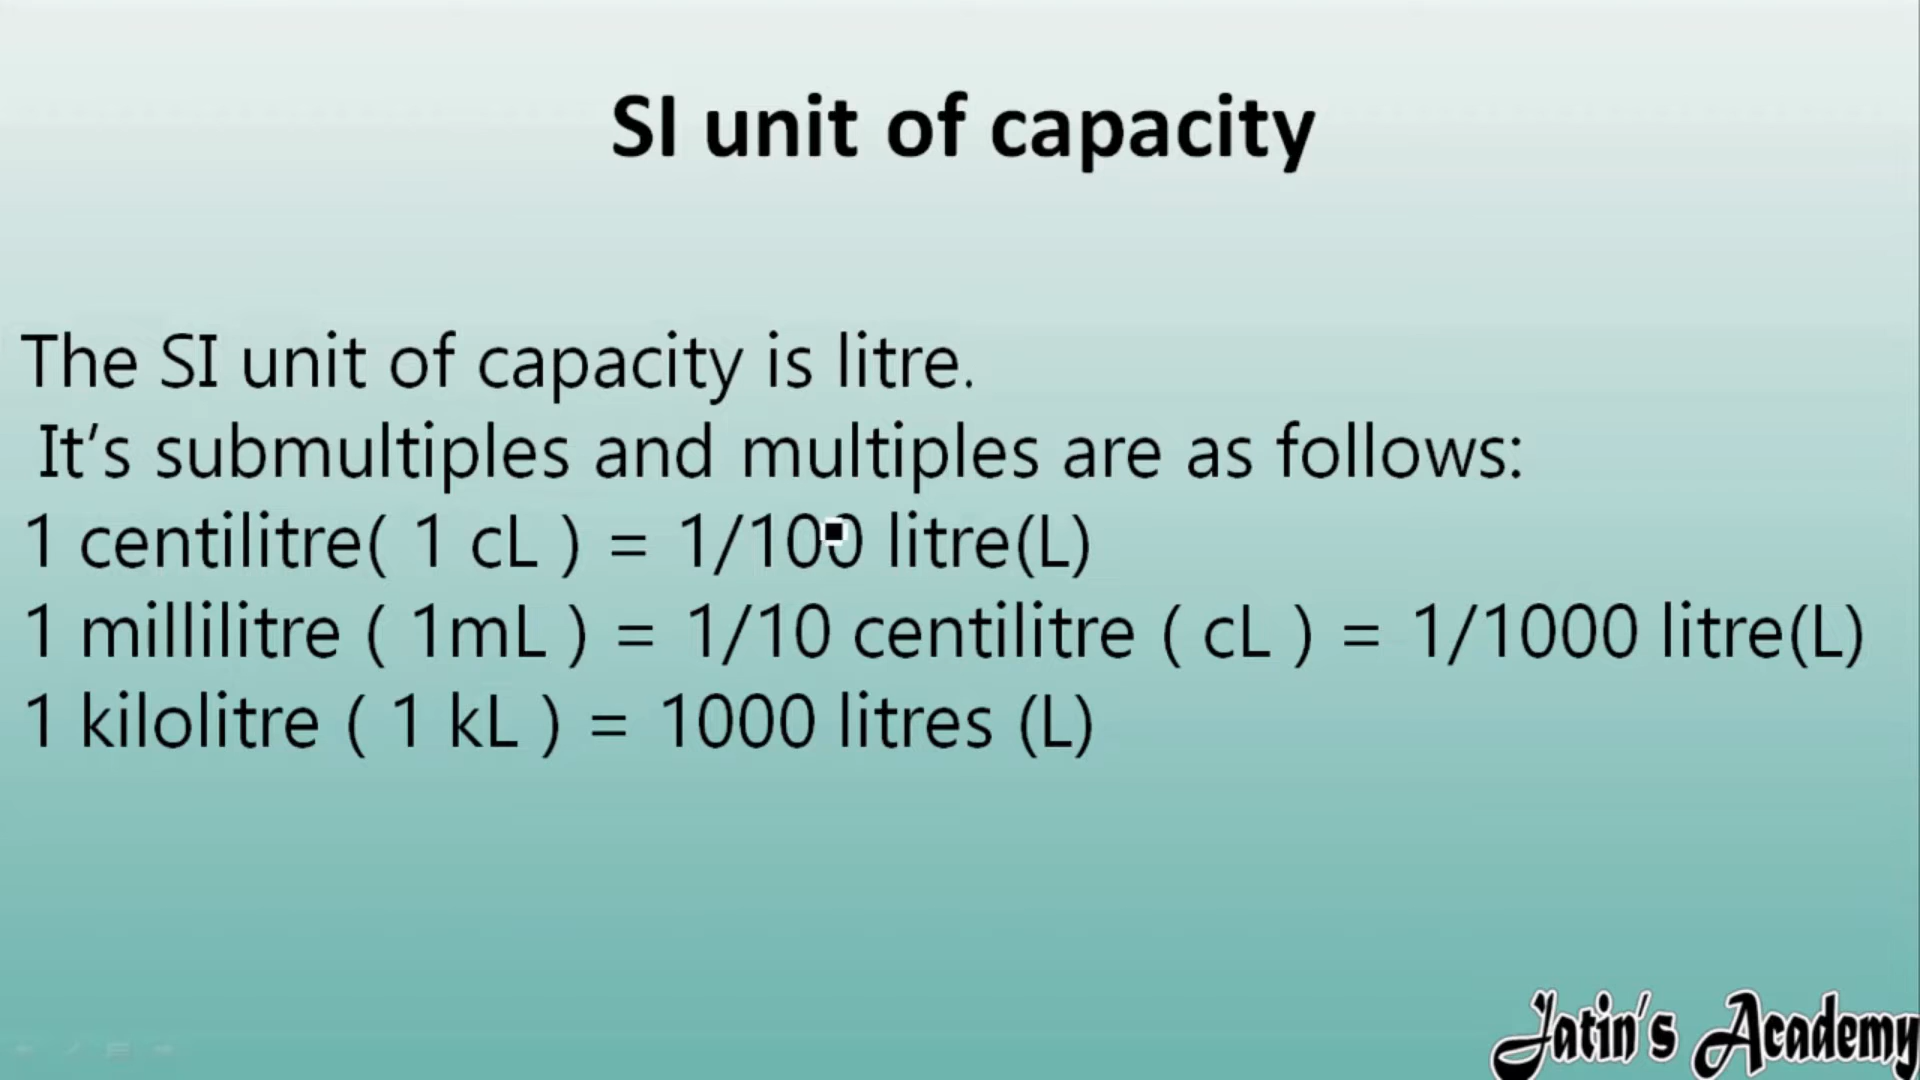 SI unit of capacity
The SI unit of capacity is litre.
It’s submultiples and multiples are as follows:
1 centilitre( 1 cL ) = 1/100 litre(L)
1 millilitre ( 1mL ) = 1/10 centilitre ( cL ) = 1/1000 litre(L)
1 kilolitre ( 1 kL ) = 1000 litres (L)
Jatin's Academy